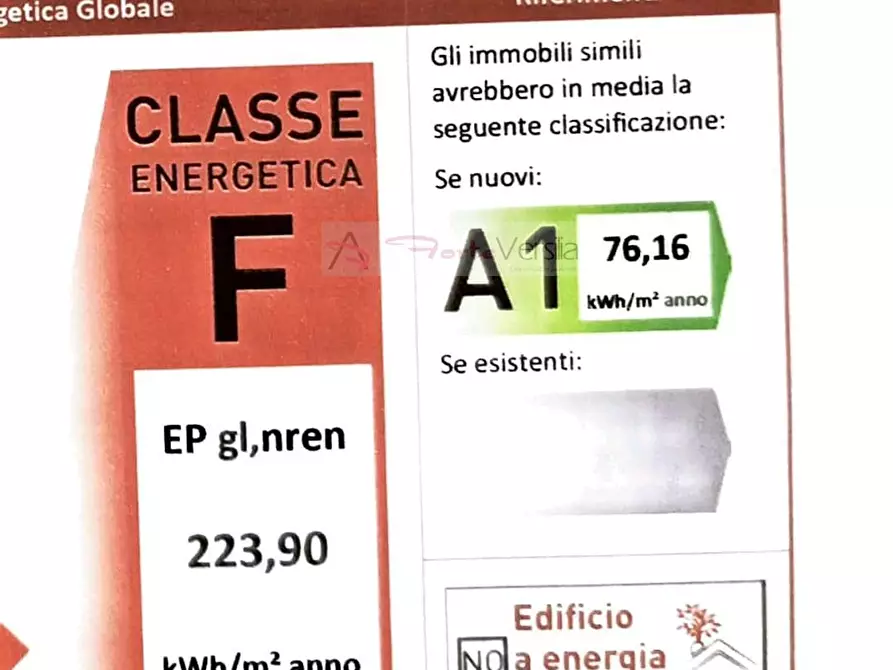 getica Globale
CLASSE
ENERGETICA
F
EP gl,nren
223,90
kWh/m² anno
Gli immobili simili
avrebbero in media la
seguente classificazione:
Se nuovi:
A1
76,16
kWh/m² anno
Se esistenti:
Edificio
NO a energia